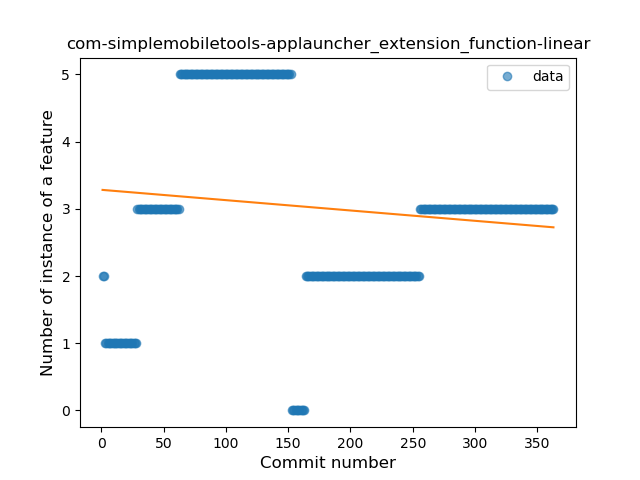 com-simplemobiletools-applauncher_extension_function-linear
data
Number of instance of a feature
5
4
3
2
1
0
0 50 100 150 200 250 300 350
Commit number